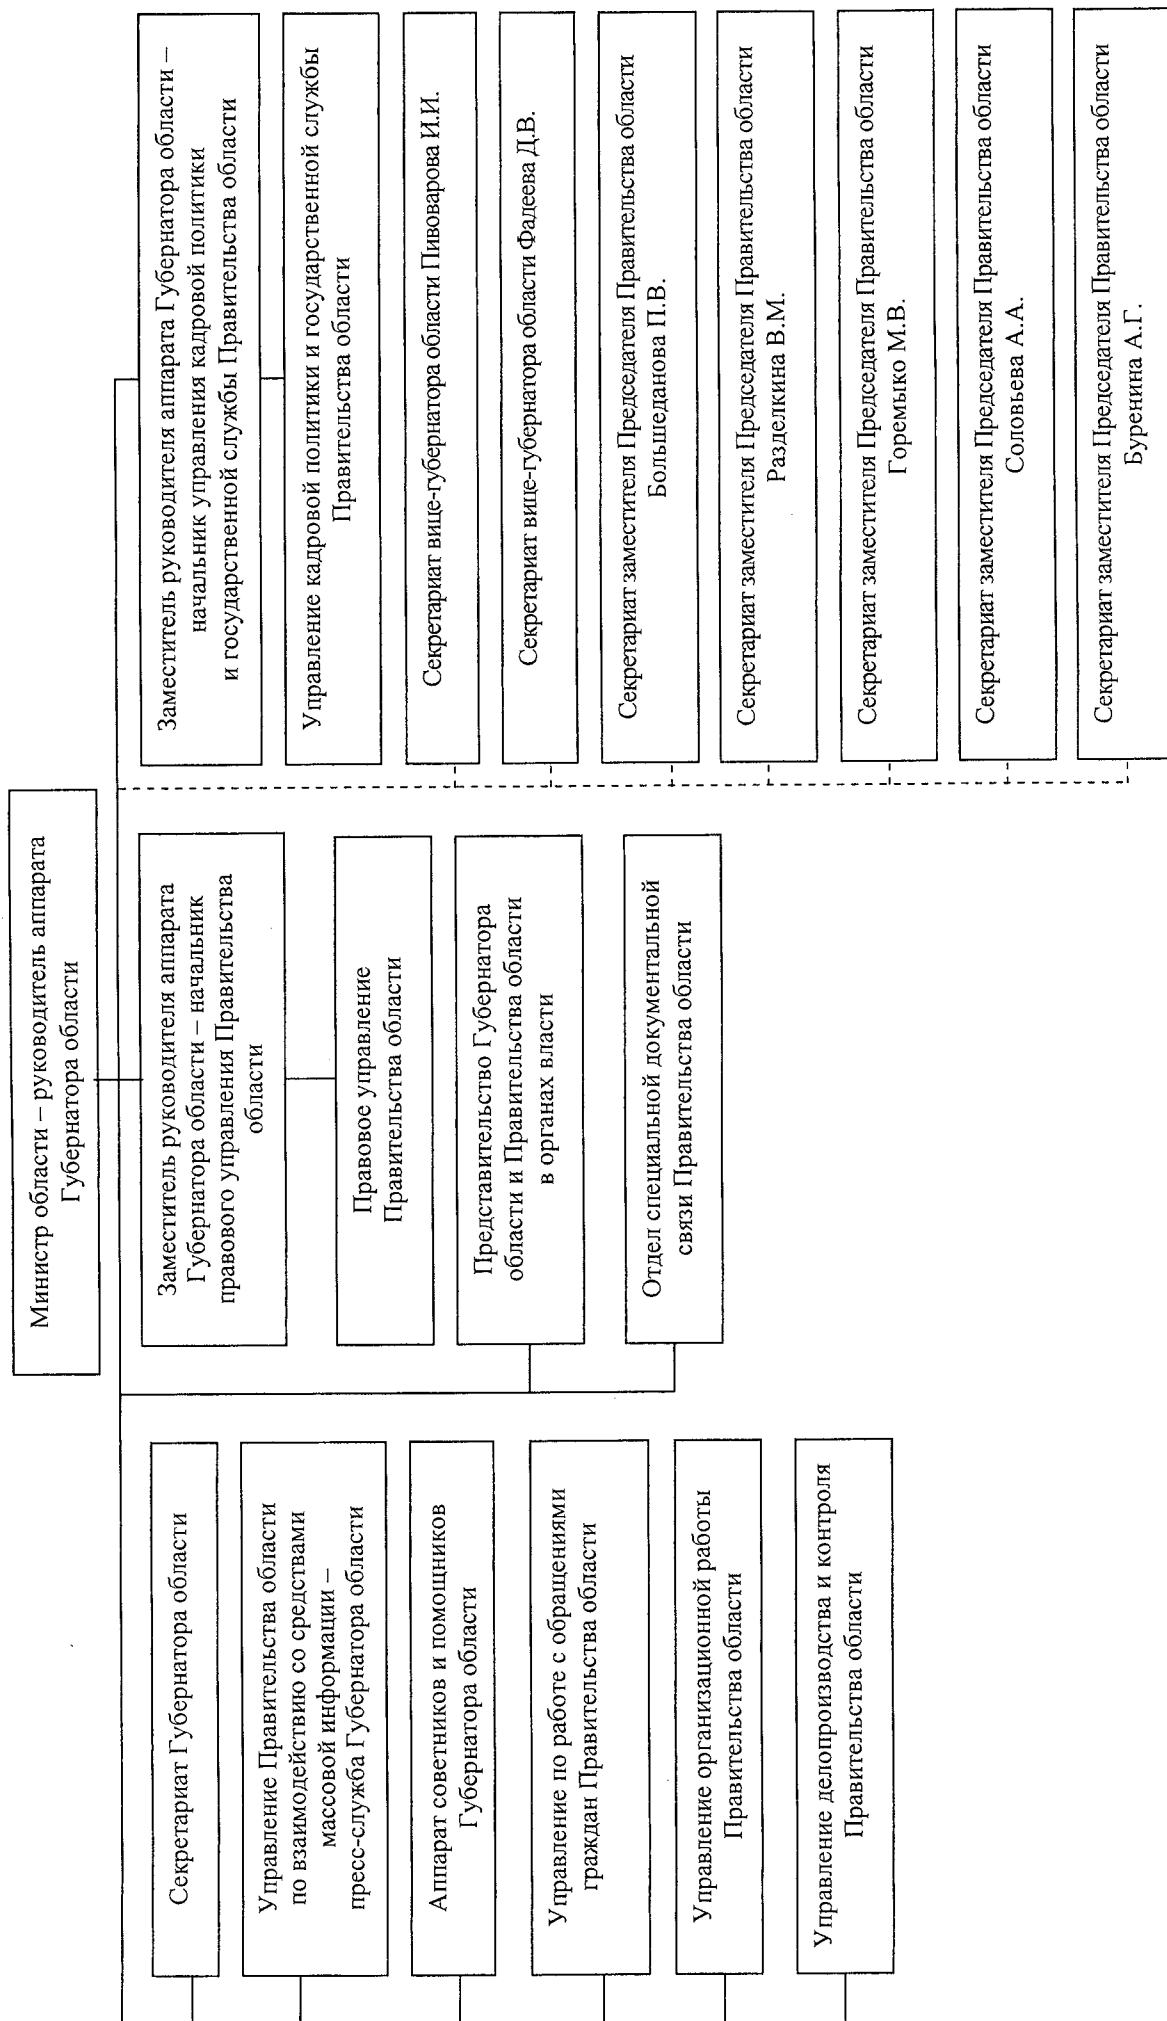 Министр области – руководитель аппарата
Губернатора области
Секретариат Губернатора области
Управление Правительства области
по взаимодействию со средствами
массовой информации –
пресс-служба Губернатора области
Аппарат советников и помощников
Губернатора области
Управление по работе с обращениями
граждан Правительства области
Управление организационной работы
Правительства области
Управление делопроизводства и контроля
Правительства области
Заместитель руководителя аппарата
Губернатора области – начальник
правового управления Правительства
области
Правовое управление
Правительства области
Представительство Губернатора
области и Правительства области
в органах власти
Отдел специальной документальной
связи Правительства области
Заместитель руководителя аппарата Губернатора области –
начальник управления кадровой политики
и государственной службы Правительства области
Управление кадровой политики и государственной службы
Правительства области
Секретариат вице-губернатора области Пивоварова И.И.
Секретариат вице-губернатора области Фадеева Д.В.
Секретариат заместителя Председателя Правительства области
Большеданова П.В.
Секретариат заместителя Председателя Правительства области
Разделкина В.М.
Секретариат заместителя Председателя Правительства области
Горемыко М.В.
Секретариат заместителя Председателя Правительства области
Соловьева А.А.
Секретариат заместителя Председателя Правительства области
Буренина А.Г.